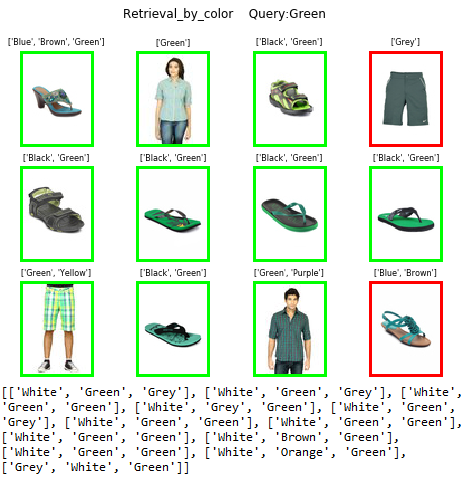 Retrieval_by_color    Query:Green
['Blue', 'Brown', 'Green'] ['Green'] ['Black', 'Green'] ['Grey']
['Black', 'Green'] ['Black', 'Green'] ['Black', 'Green'] ['Black', 'Green']
['Green', 'Yellow'] ['Black', 'Green'] ['Green', 'Purple'] ['Blue', 'Brown']
[['White', 'Green', 'Grey'], ['White', 'Green', 'Grey'], ['White',
'Green', 'Green'], ['White', 'Grey', 'Green'], ['White', 'Green',
'Grey'], ['White', 'Green', 'Green'], ['White', 'Green', 'Green'],
['White', 'Green', 'Green'], ['White', 'Brown', 'Green'],
['White', 'Green', 'Green'], ['White', 'Orange', 'Green'],
['Grey', 'White', 'Green']]